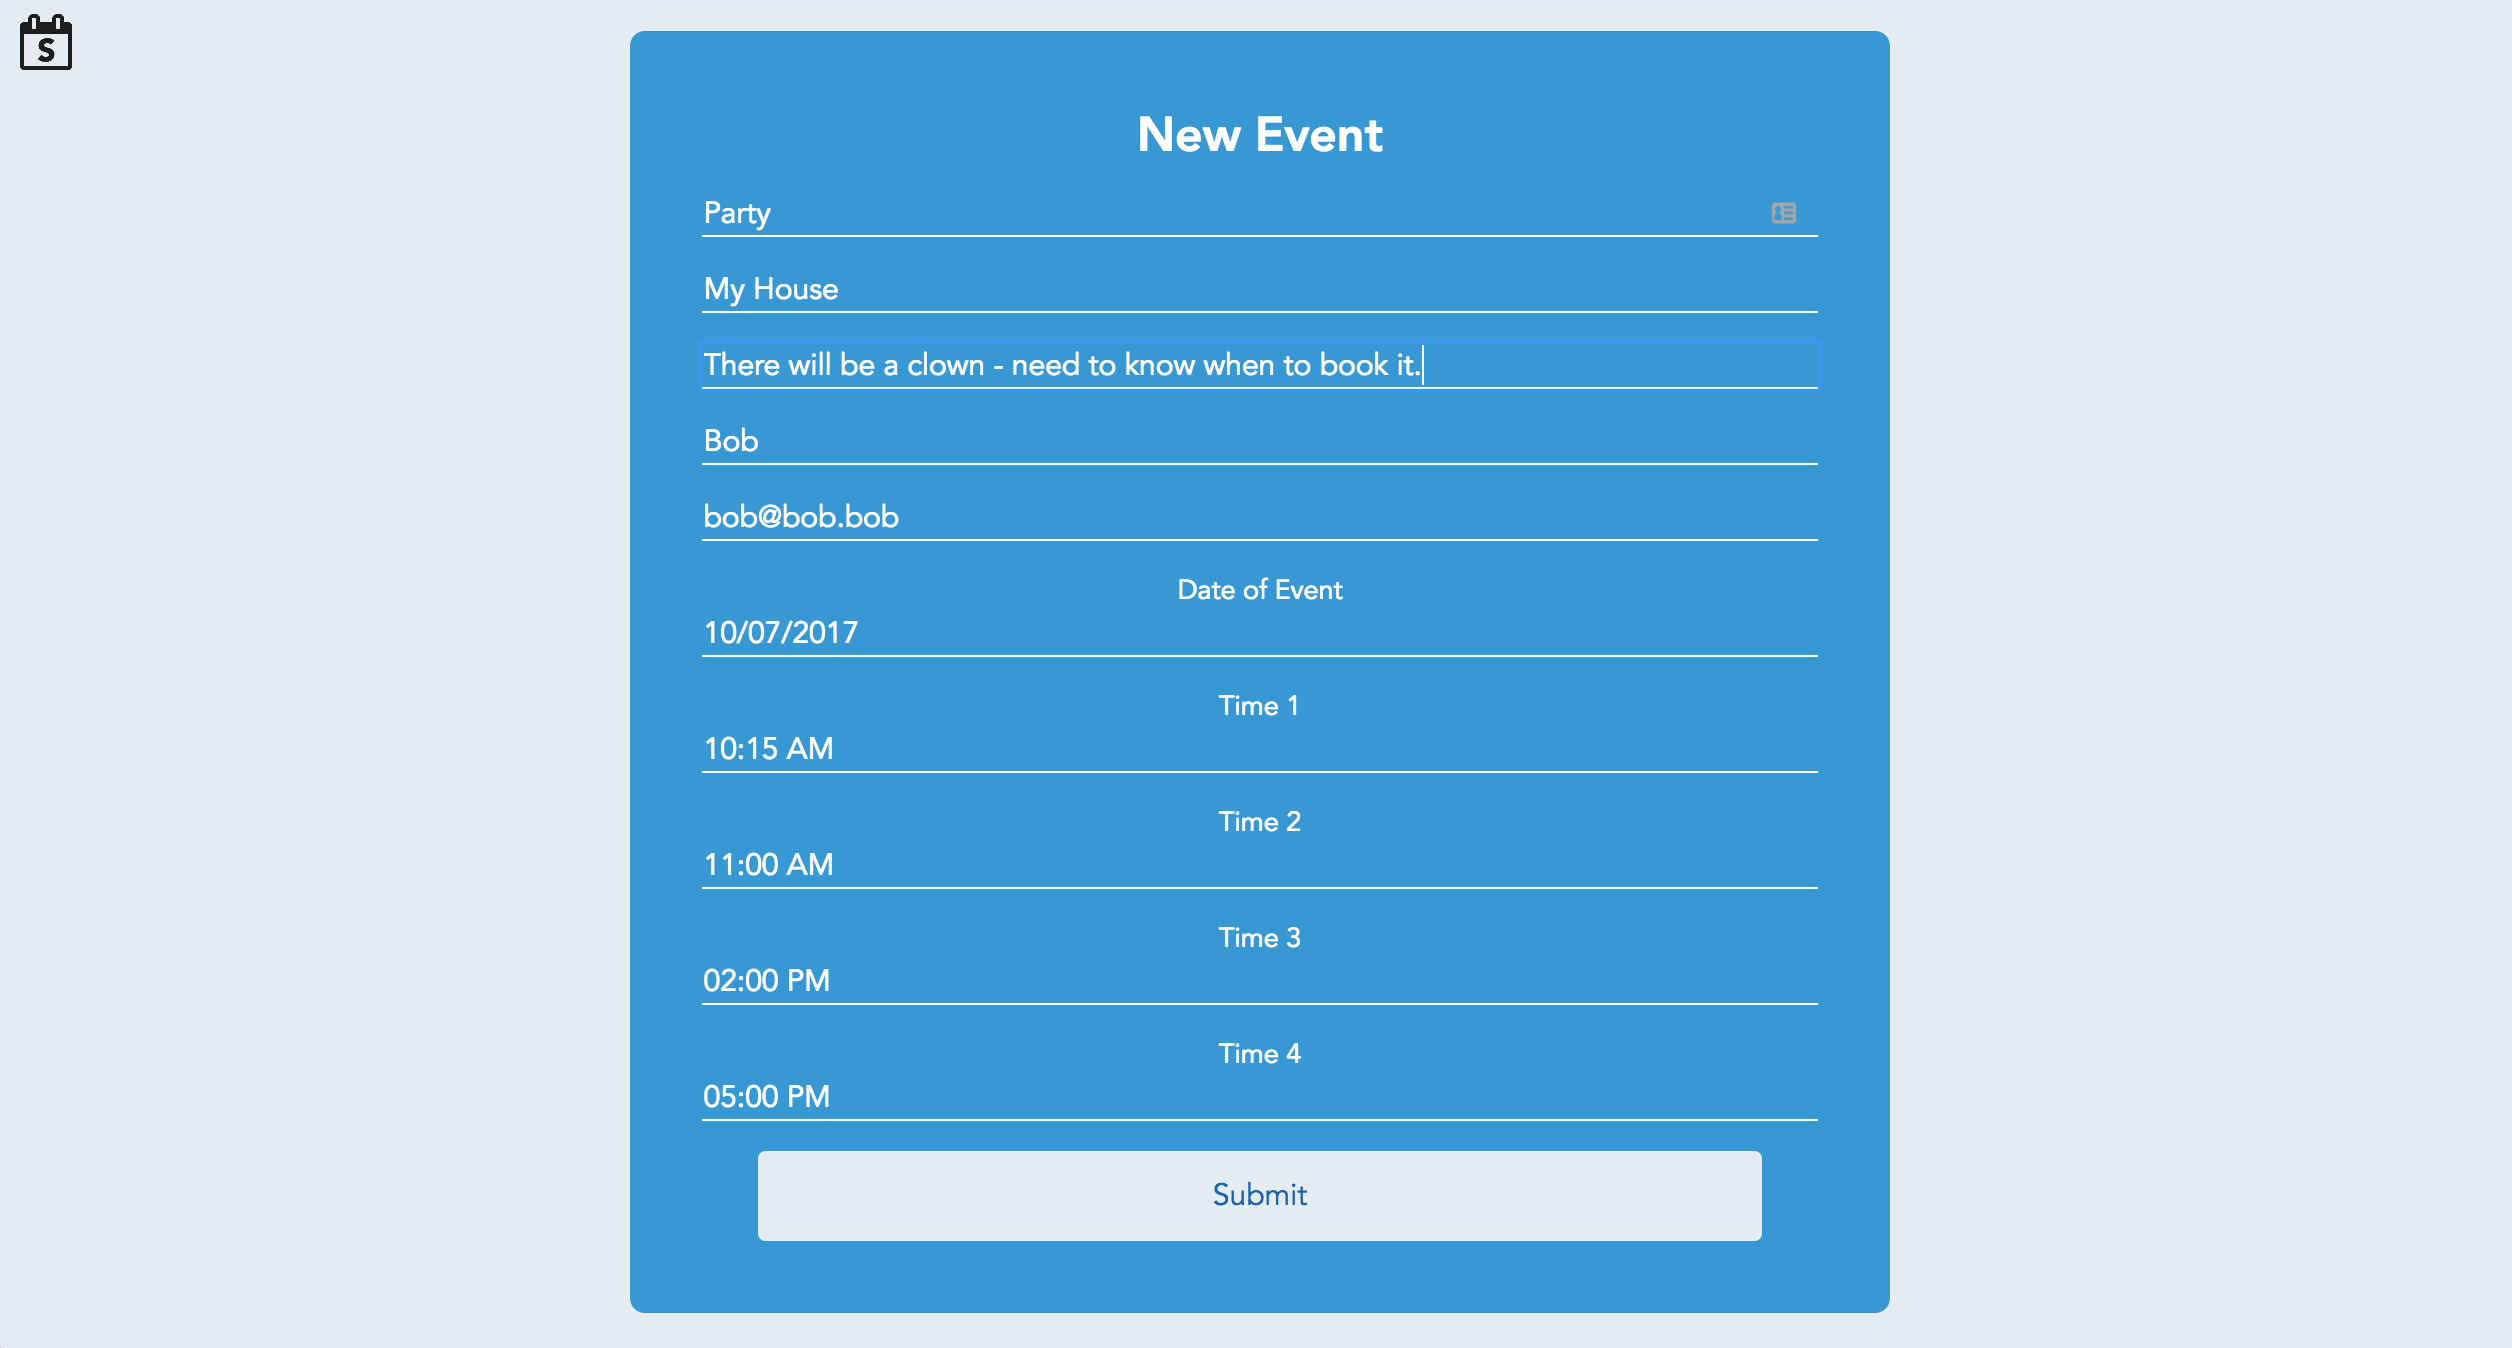 S
New Event
Party
My House
There will be a clown - need to know when to book it.
Bob
bob@bob.bob
Date of Event
10/07/2017
Time 1
10:15 AM
Time 2
11:00 AM
Time 3
02:00 PM
Time 4
05:00 PM
Submit